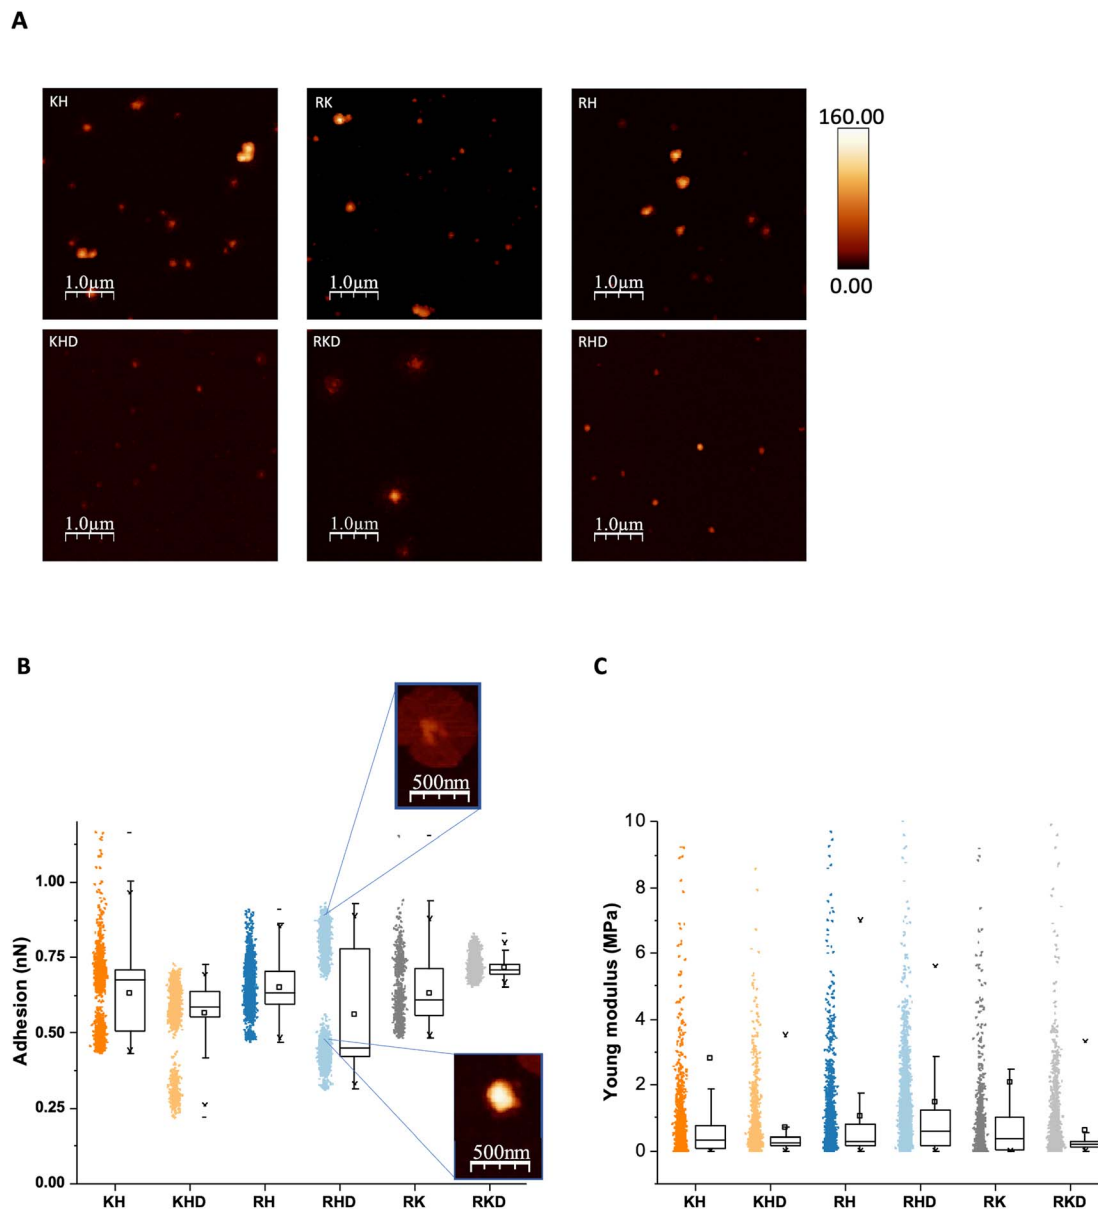 A
KH
RK
RH
160.00
0.00
1.0µm
1.0µm
1.0µm
KHD
RKD
RHD
1.0µm
1.0µm
1.0µm
B
C
500nm
Adhesion (nN)
1.00
0.75
0.50
0.25
0.00
500nm
KH KHD RH RHD RK RKD
Young modulus (MPa)
10
8
6
4
2
0
KH KHD RH RHD RK RKD